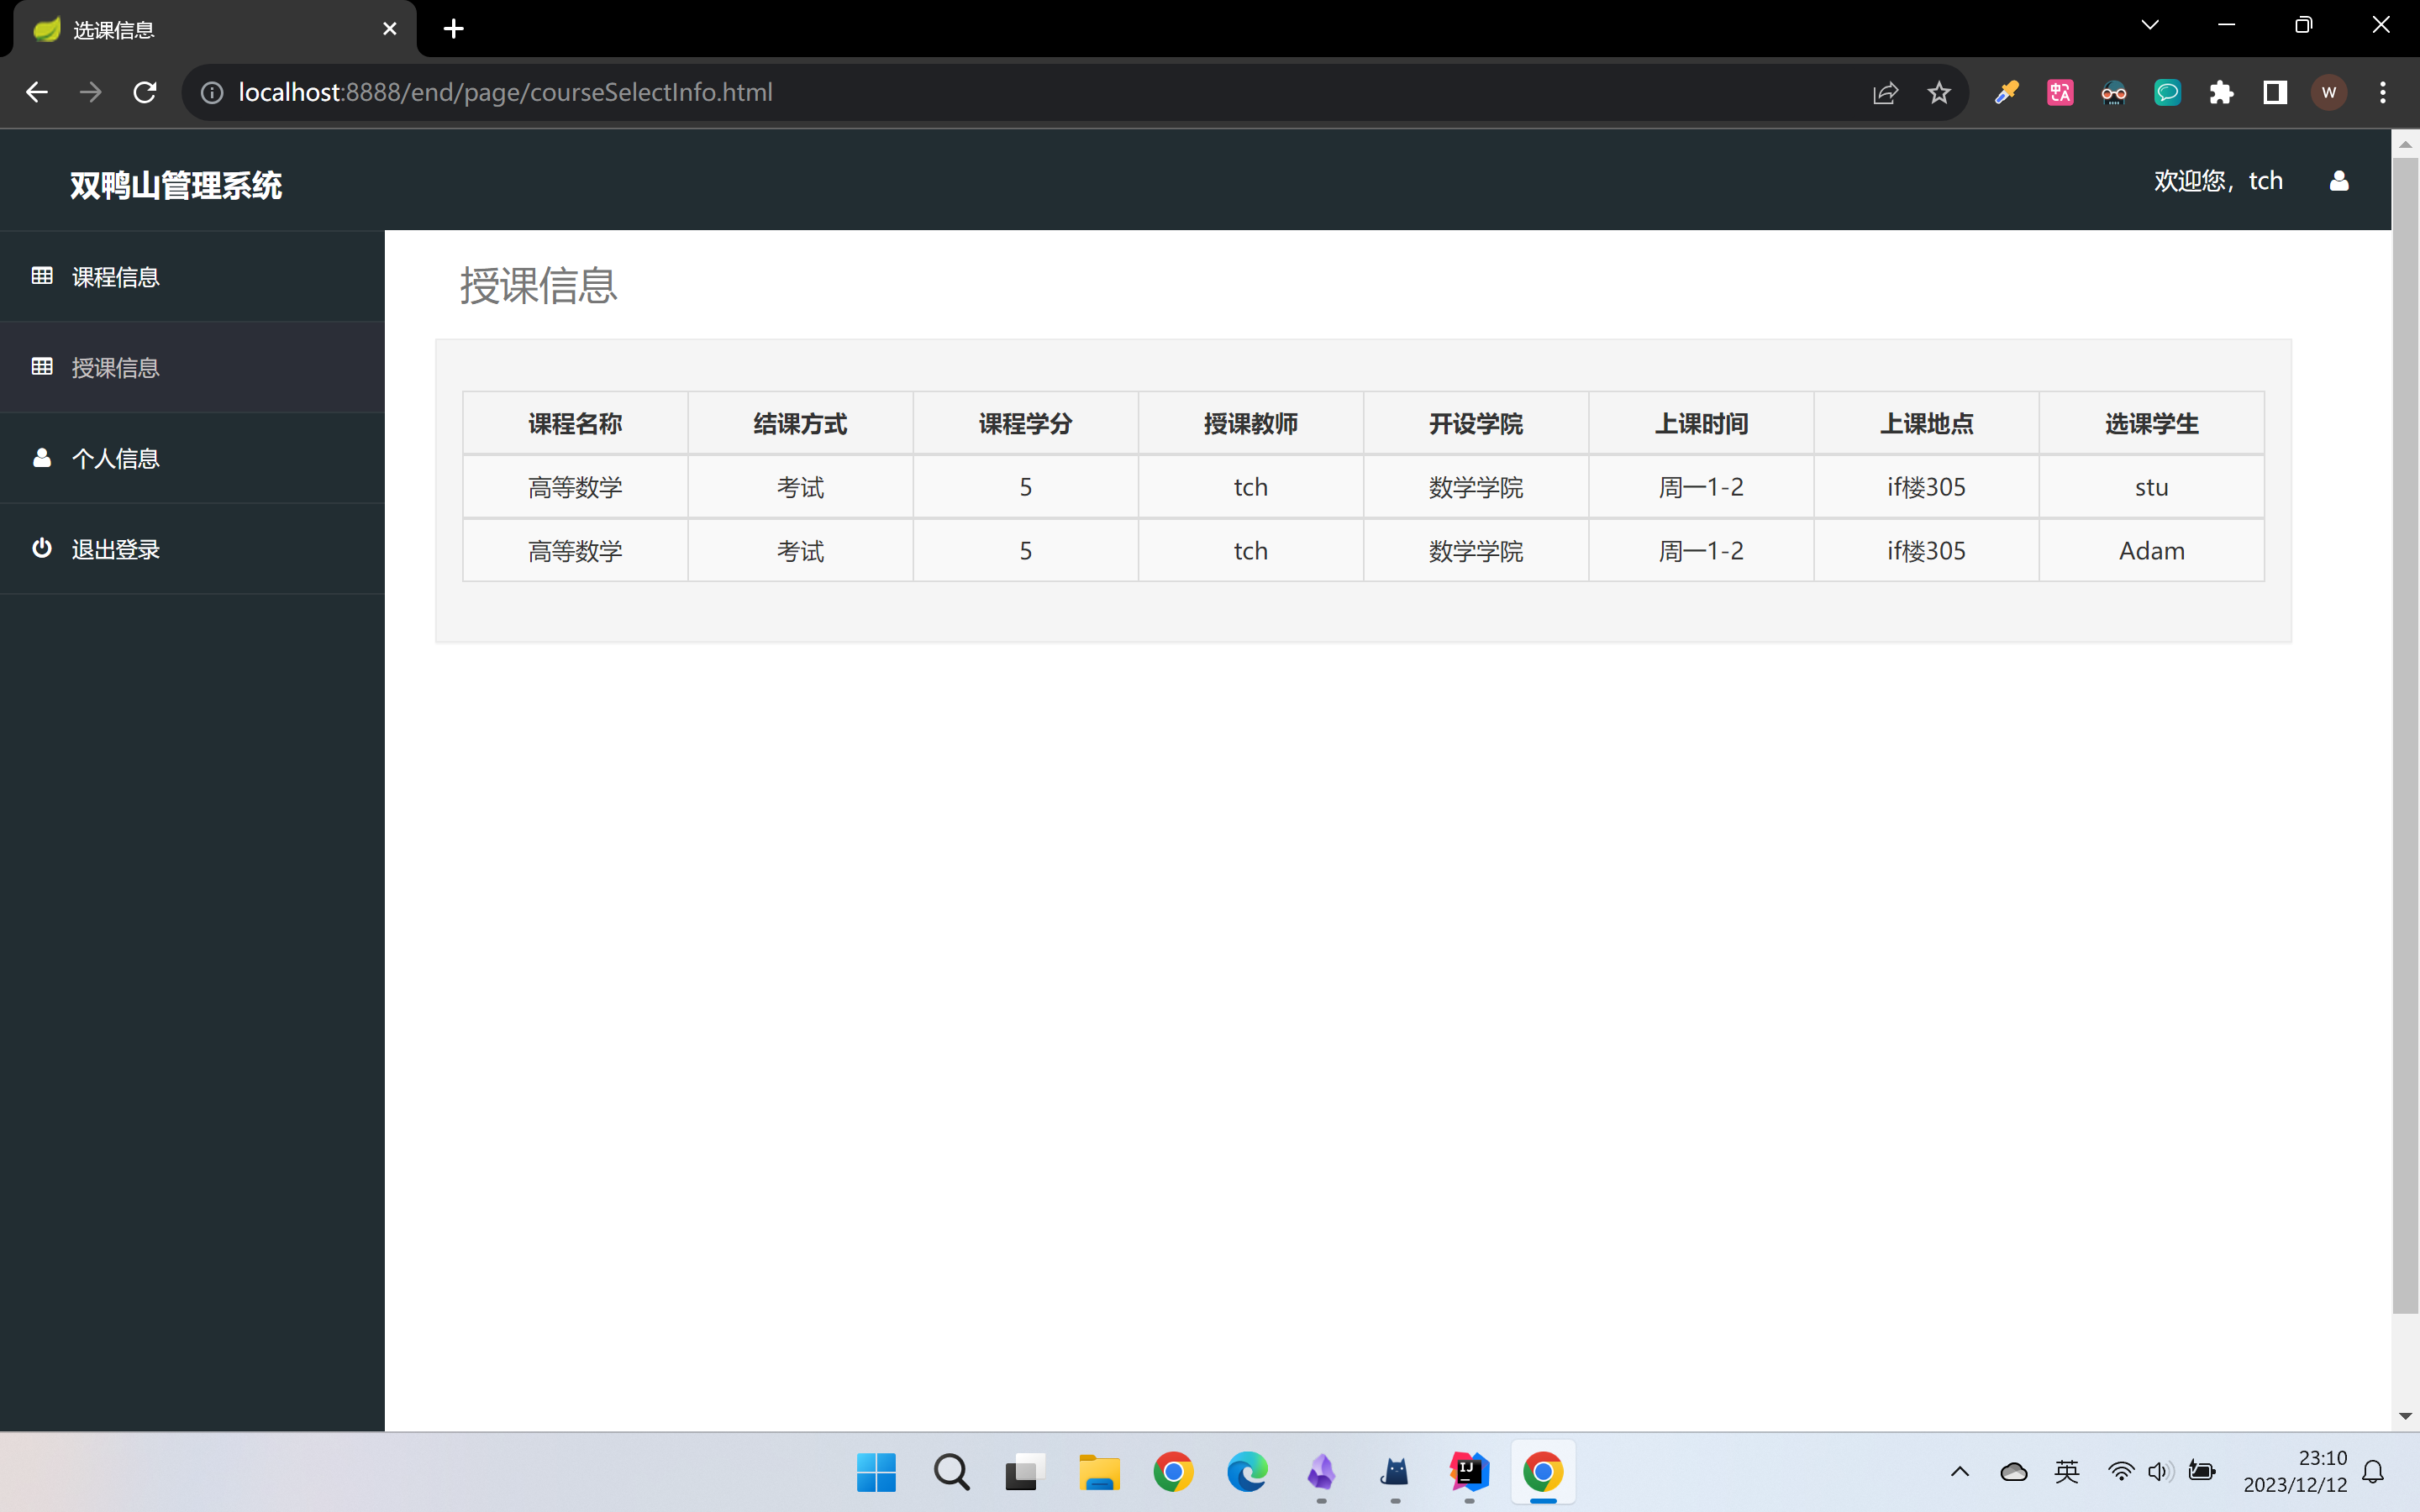 选课信息
localhost:8888/end/page/courseSelectInfo.html
中A
W
双鸭山管理系统
欢迎您，tch
课程信息
授课信息
个人信息
退出登录
授课信息
课程名称 结课方式 课程学分 授课教师 开设学院 上课时间 上课地点 选课学生
高等数学 考试 5 tch 数学学院 周一1-2 if楼305 stu
高等数学 考试 5 tch 数学学院 周一1-2 if楼305 Adam
IJ
英
23:10
2023/12/12